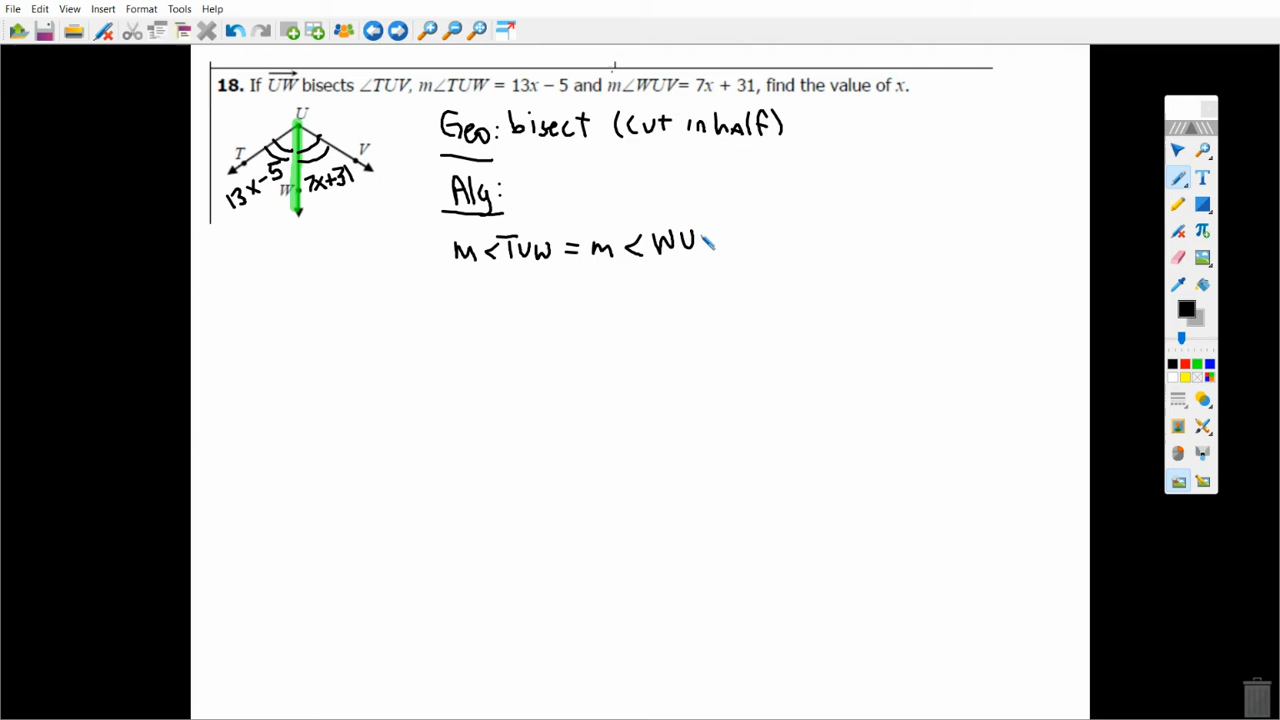 File Edit View Insert Format Tools Help
18. If UW bisects ∠TUV, m∠TUW = 13x − 5 and m∠WUV= 7x + 31, find the value of x.
U
T
V
W
13x-5
7x+31
Geo: bisect (cut in half)
Alg:
m<TUW = m<WU